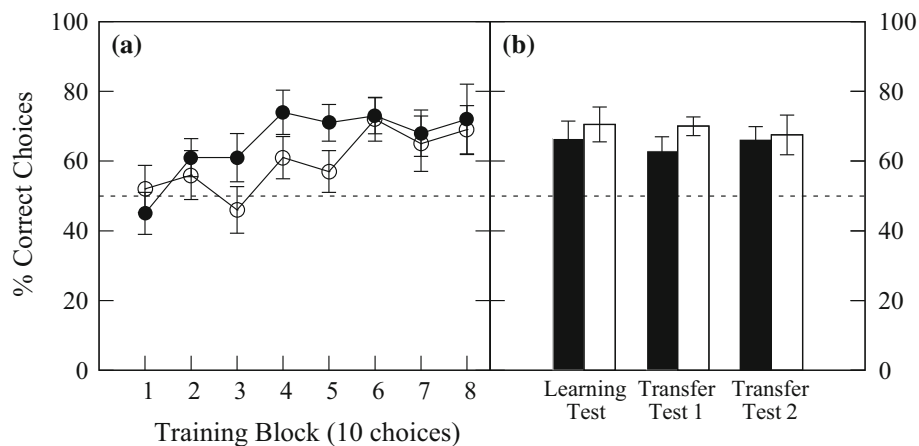 100
80
60
40
20
0
% Correct Choices
(a)
1 2 3 4 5 6 7 8
Training Block (10 choices)
(b)
Learning Test
Transfer Test 1
Transfer Test 2
100
80
60
40
20
0